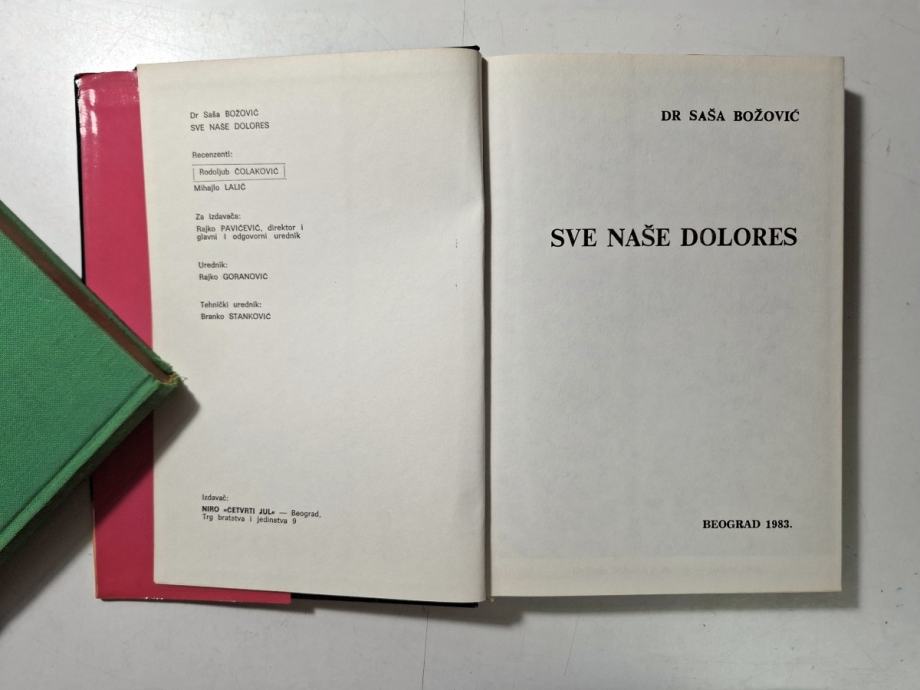 Dr Saša BOŽOVIĆ
SVE NAŠE DOLORES
Recenzenti:
Rodoljub ČOLAKOVIĆ
Mihajlo LALIĆ
Za izdavača:
Rajko PAVIĆEVIĆ, direktor i
glavni i odgovorni urednik
Urednik:
Rajko GORANOVIĆ
Tehnički urednik:
Branko STANKOVIĆ
Izdavač:
NIRO »ČETVRTI JUL« — Beograd,
Trg bratstva i jedinstva 9
DR SAŠA BOŽOVIĆ
SVE NAŠE DOLORES
BEOGRAD 1983.